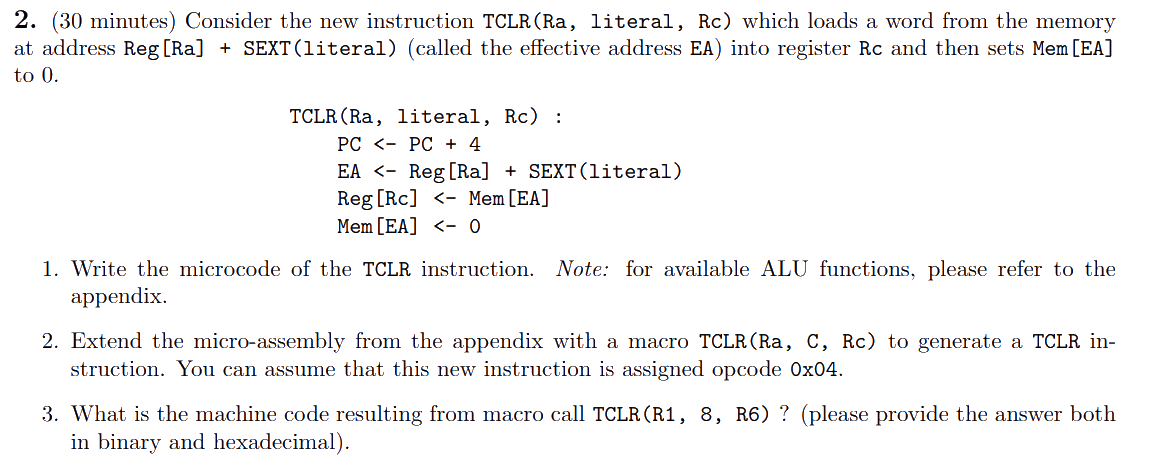 2. (30 minutes) Consider the new instruction TCLR(Ra, literal, Rc) which loads a word from the memory
at address Reg[Ra] + SEXT(literal) (called the effective address EA) into register Rc and then sets Mem[EA]
to 0.
TCLR(Ra, literal, Rc) :
PC <- PC + 4
EA <- Reg[Ra] + SEXT(literal)
Reg[Rc] <- Mem[EA]
Mem[EA] <- 0
1. Write the microcode of the TCLR instruction. Note: for available ALU functions, please refer to the
appendix.
2. Extend the micro-assembly from the appendix with a macro TCLR(Ra, C, Rc) to generate a TCLR in-
struction. You can assume that this new instruction is assigned opcode 0x04.
3. What is the machine code resulting from macro call TCLR(R1, 8, R6) ? (please provide the answer both
in binary and hexadecimal).